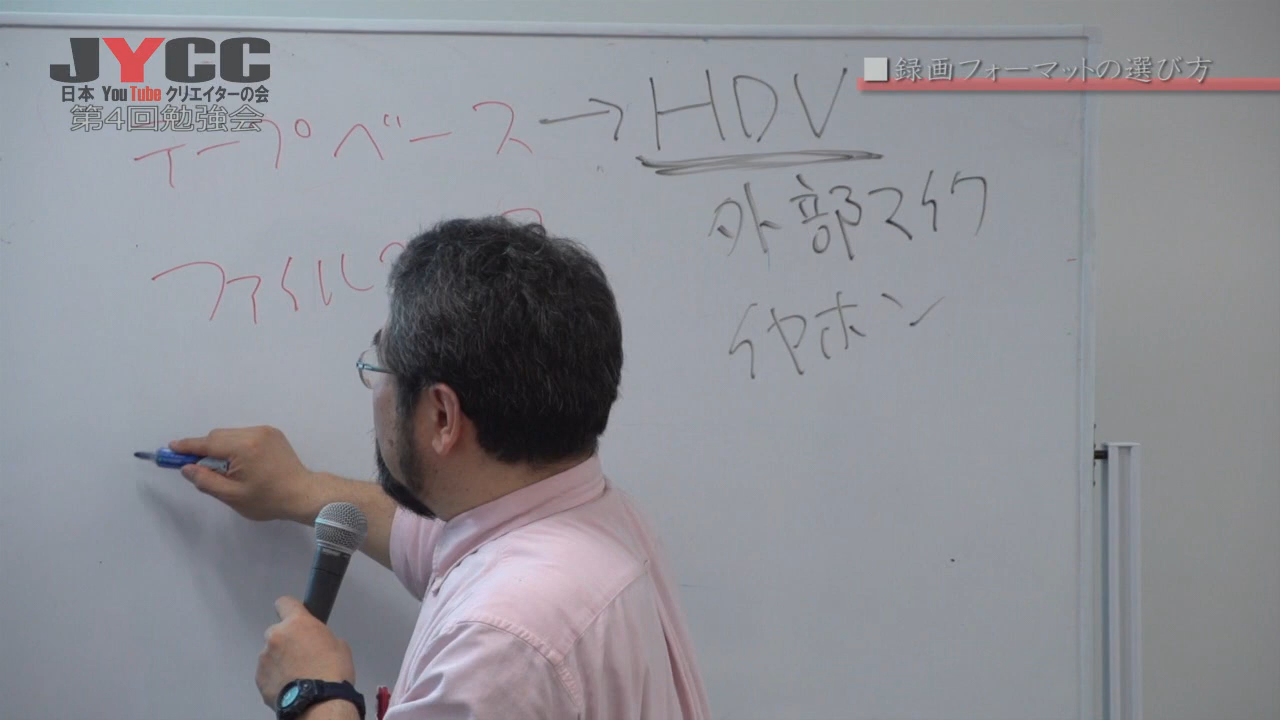 JYCC
日本 YouTube クリエイターの会
第4回勉強会
■録画フォーマットの選び方
テープベース → HDV
外部マイク
ファイル
イヤホン